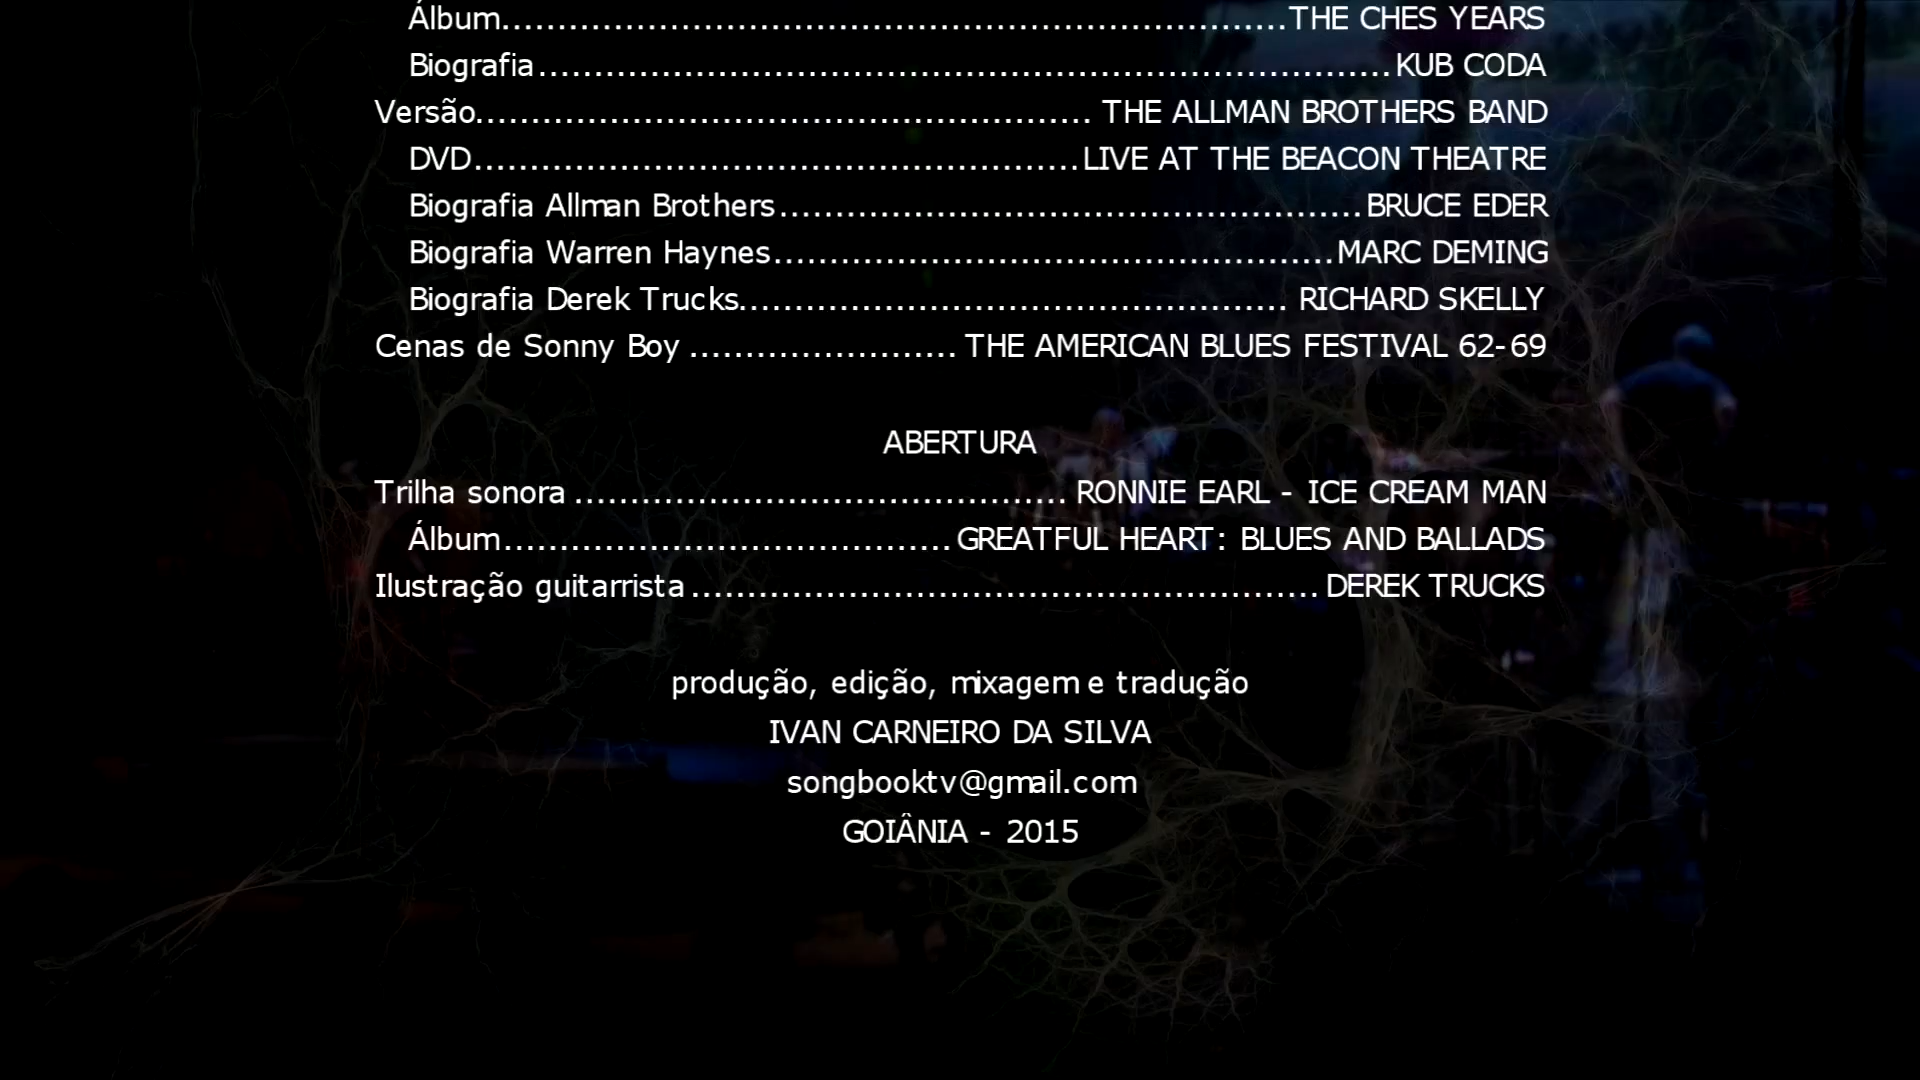 Álbum......................................................................THE CHES YEARS
Biografia............................................................................KUB CODA
Versão....................................................... THE ALLMAN BROTHERS BAND
DVD......................................................LIVE AT THE BEACON THEATRE
Biografia Allman Brothers....................................................BRUCE EDER
Biografia Warren Haynes..................................................MARC DEMING
Biografia Derek Trucks................................................. RICHARD SKELLY
Cenas de Sonny Boy ........................ THE AMERICAN BLUES FESTIVAL 62-69
ABERTURA
Trilha sonora ............................................ RONNIE EARL - ICE CREAM MAN
Álbum........................................GREATFUL HEART: BLUES AND BALLADS
Ilustração guitarrista........................................................ DEREK TRUCKS
produção, edição, mixagem e tradução
IVAN CARNEIRO DA SILVA
songbooktv@gmail.com
GOIÂNIA - 2015